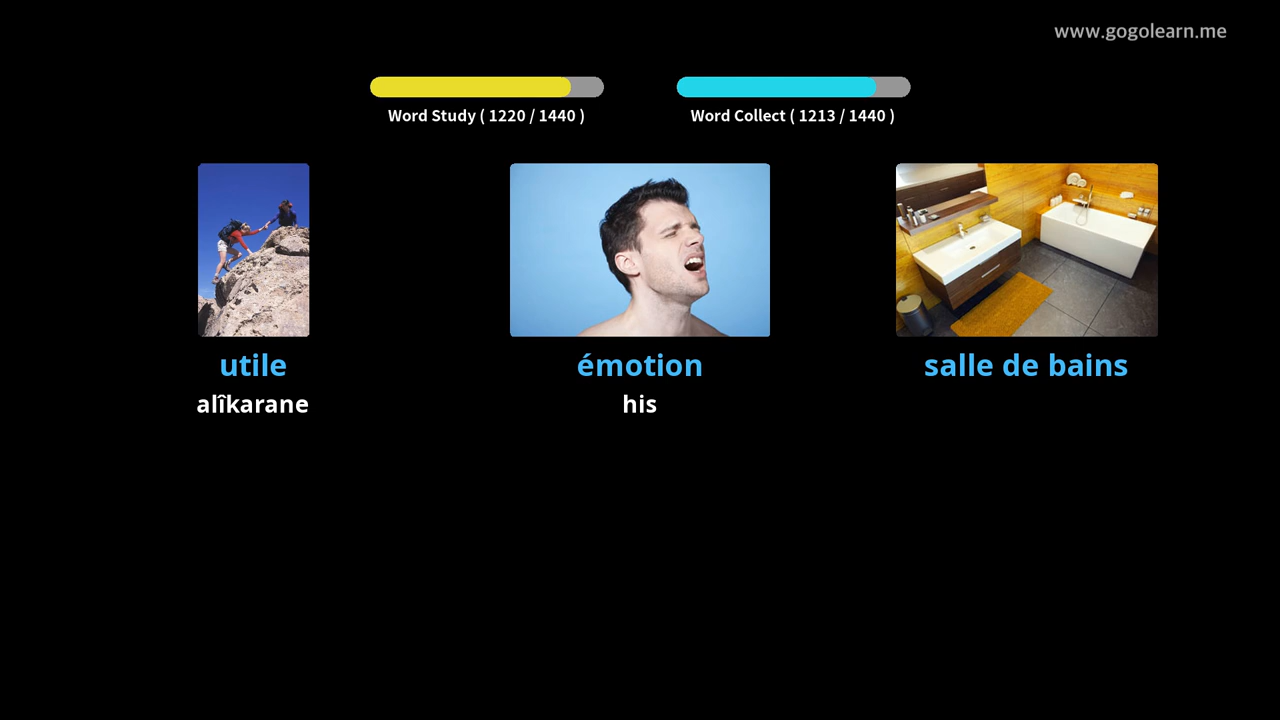 www.gogolearn.me
Word Study ( 1220 / 1440 )
Word Collect ( 1213 / 1440 )
utile
émotion
salle de bains
alîkarane
his